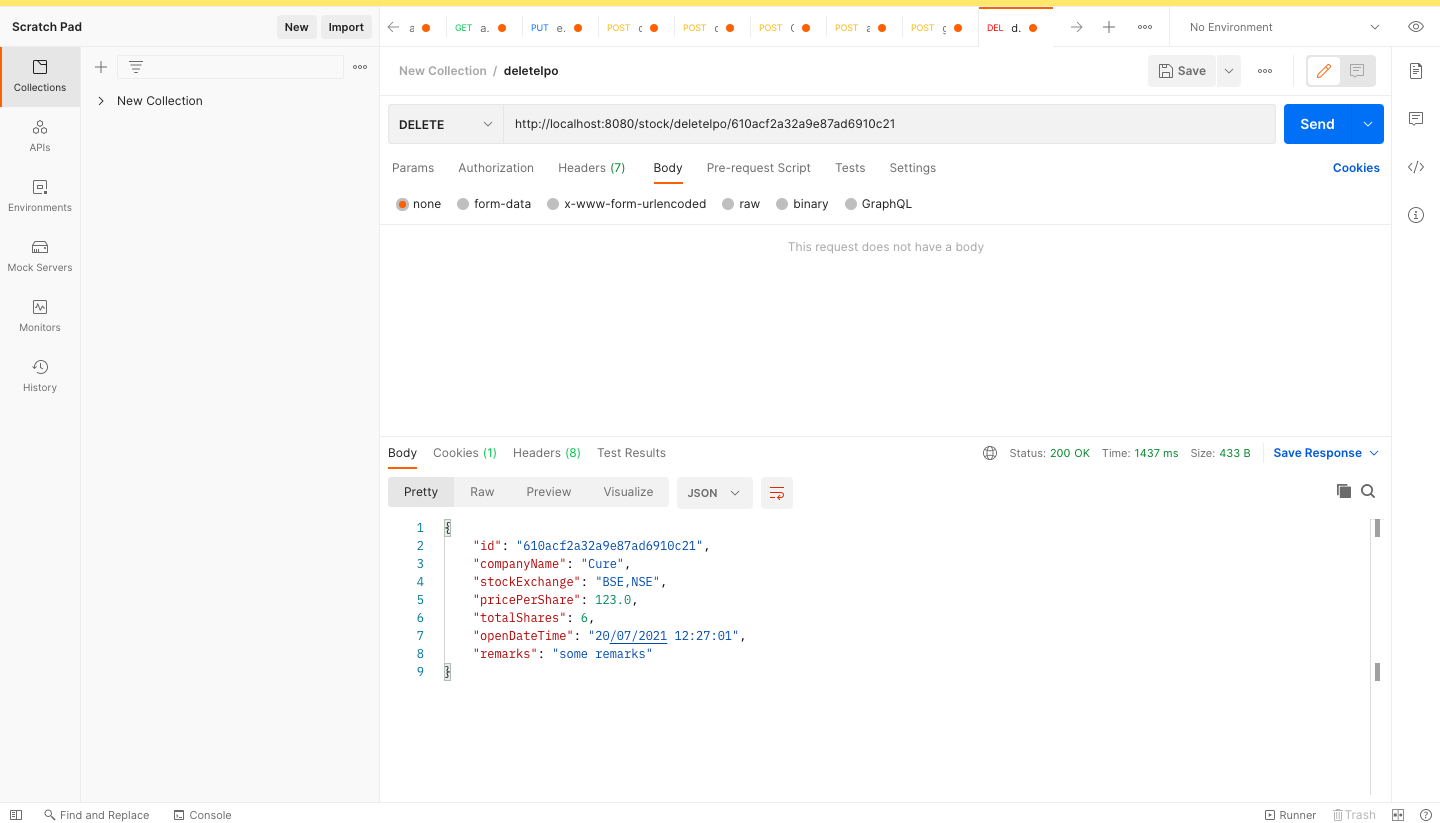 Scratch Pad
New
Import
GET a.
PUT e.
POST
POST
POST
POST a
POST g
DEL d.
No Environment
Collections
APIs
Environments
Mock Servers
Monitors
History
New Collection
New Collection / deleteIpo
Save
DELETE
http://localhost:8080/stock/deleteIpo/610acf2a32a9e87ad6910c21
Send
Params Authorization Headers (7) Body Pre-request Script Tests Settings Cookies
none form-data x-www-form-urlencoded raw binary GraphQL
This request does not have a body
Body Cookies (1) Headers (8) Test Results Status: 200 OK Time: 1437 ms Size: 433 B Save Response
Pretty Raw Preview Visualize JSON
1 {
2 "id": "610acf2a32a9e87ad6910c21",
3 "companyName": "Cure",
4 "stockExchange": "BSE,NSE",
5 "pricePerShare": 123.0,
6 "totalShares": 6,
7 "openDateTime": "20/07/2021 12:27:01",
8 "remarks": "some remarks"
9 }
Find and Replace Console Runner Trash